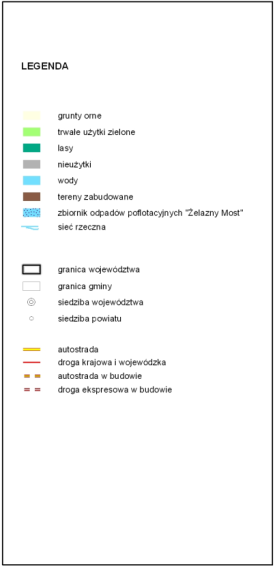 LEGENDA
grunty orne
trwałe użytki zielone
lasy
nieużytki
wody
tereny zabudowane
zbiornik odpadów poflotacyjnych "Żelazny Most"
sieć rzeczna
granica województwa
granica gminy
siedziba województwa
siedziba powiatu
autostrada
droga krajowa i wojewódzka
autostrada w budowie
droga ekspresowa w budowie